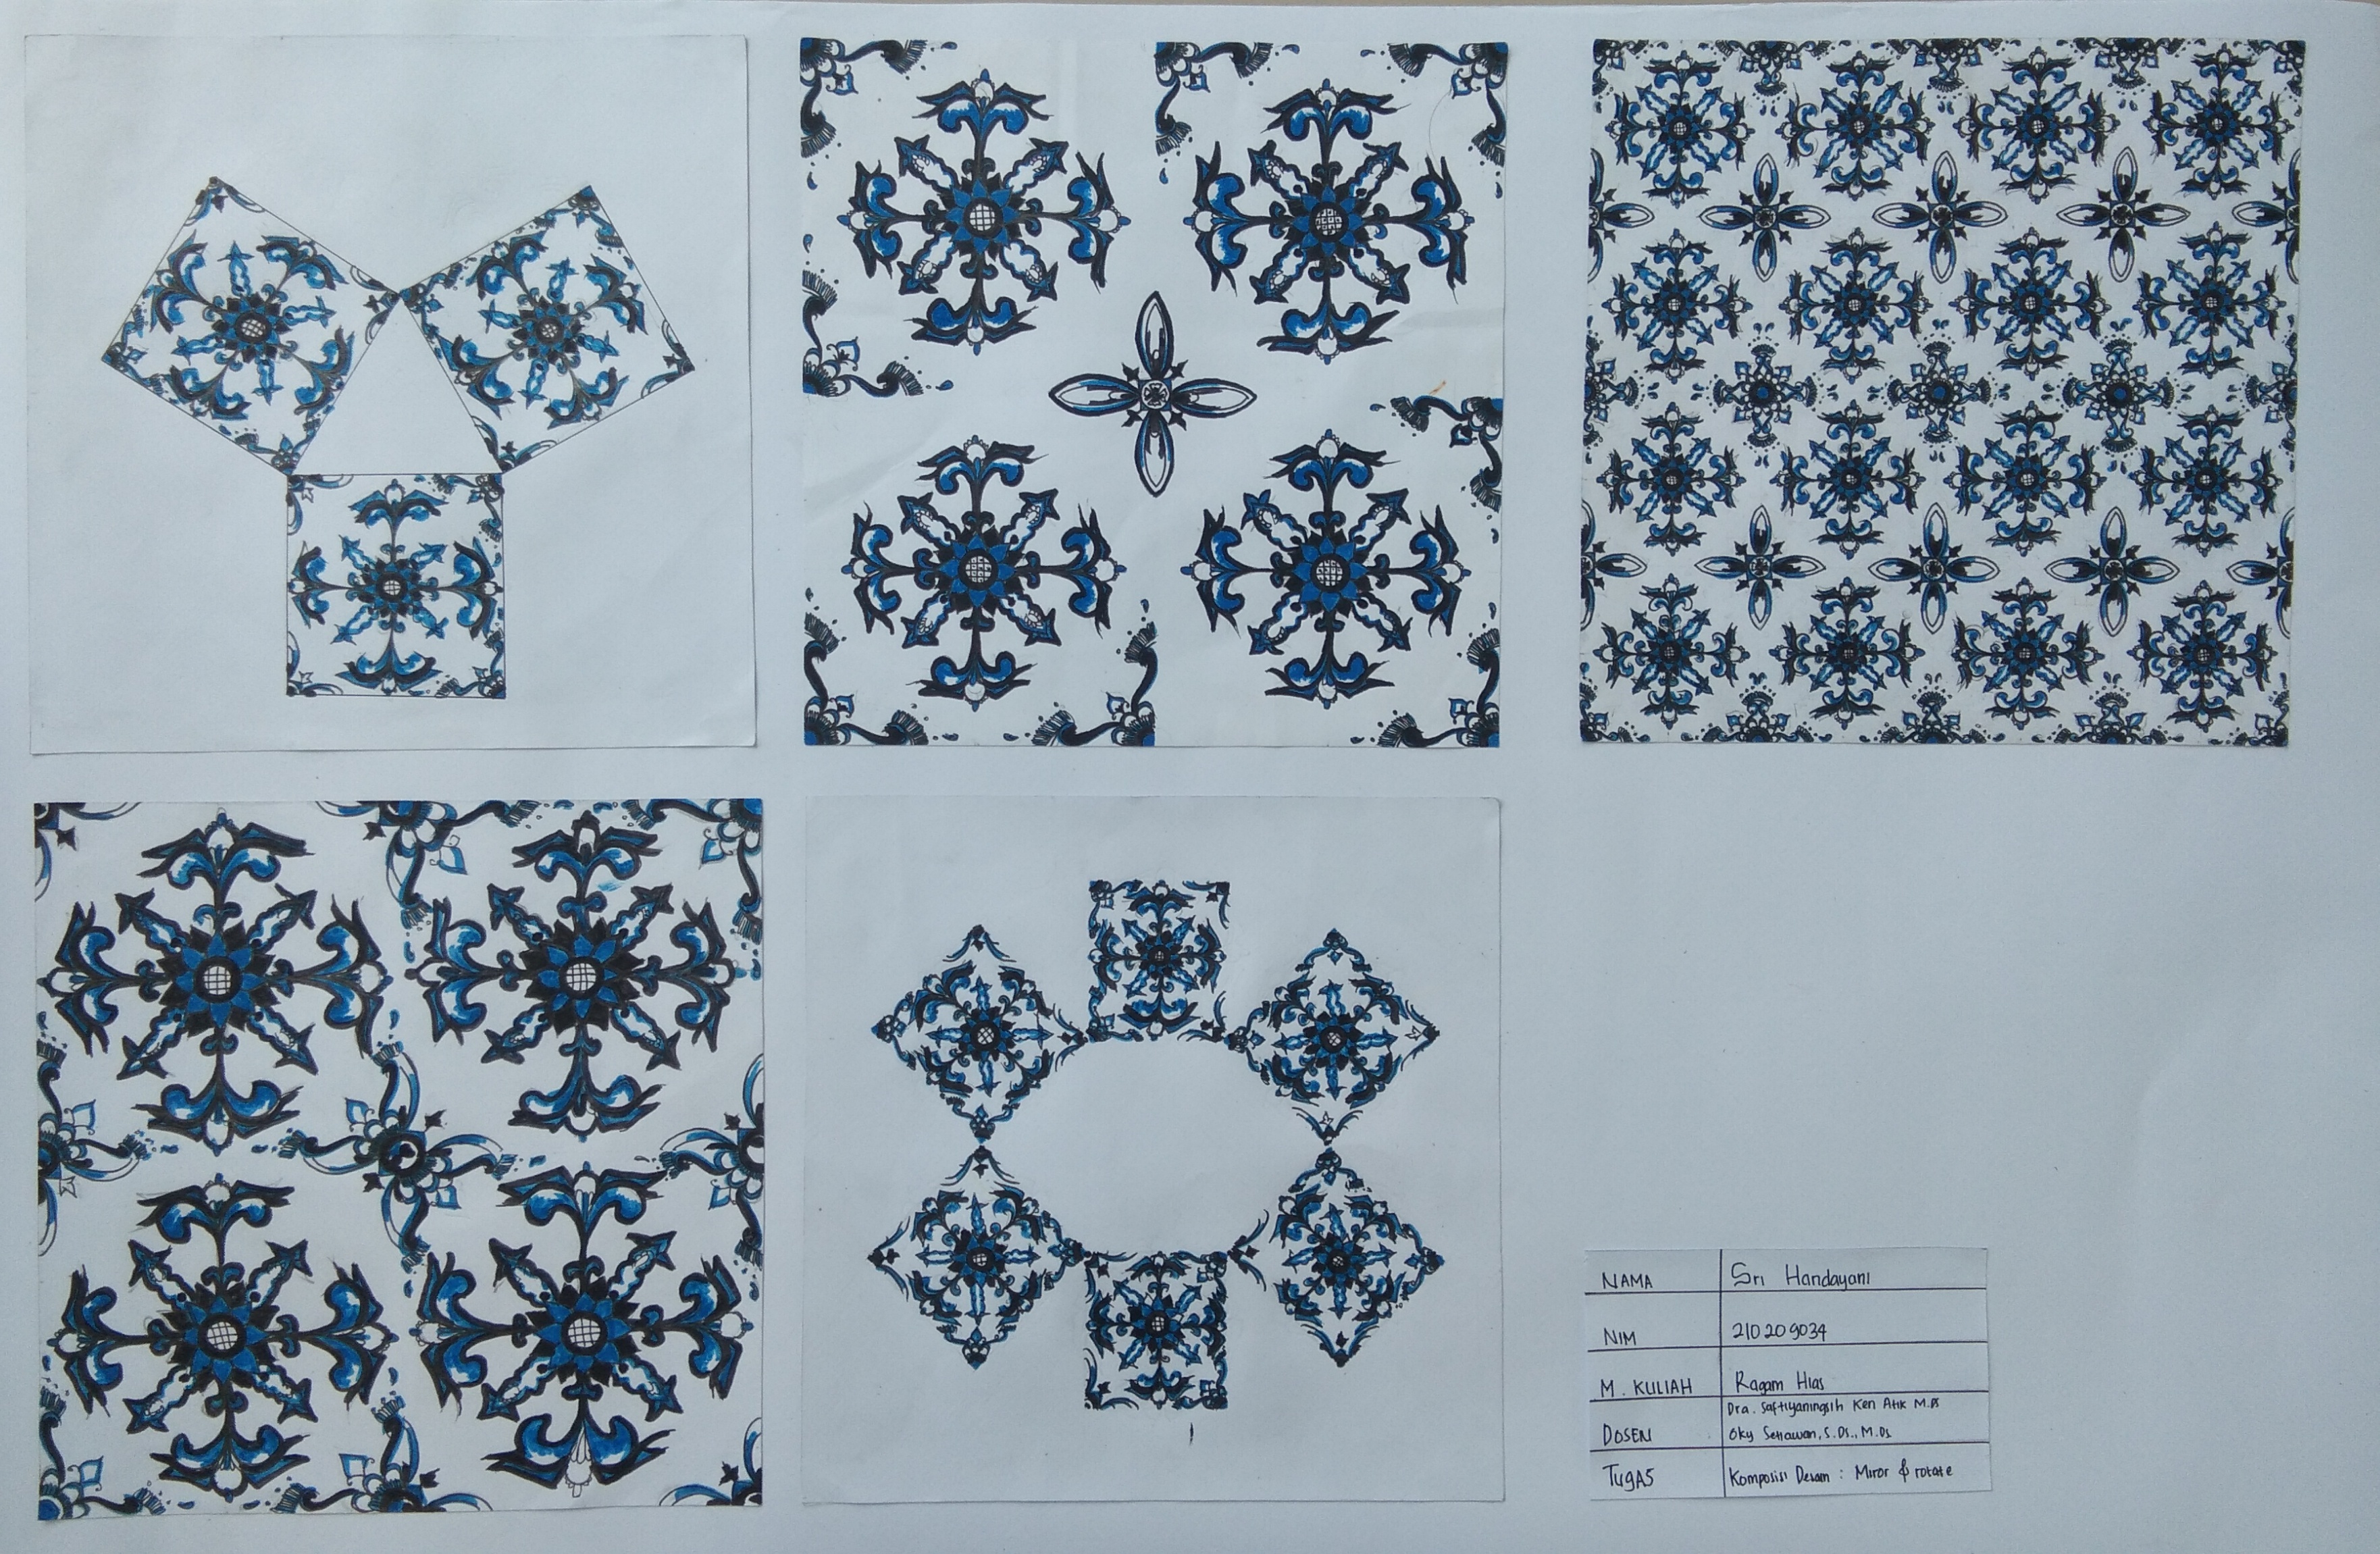 NAMA Sri Handayani
NIM 210209034
M. KULIAH Ragam Hias
Dra. Saftiyaningsih Ken Atik M.Ds
DOSEN Oky Setiawan, S.Ds., M.Ds
TUGAS Komposisi Desain : Miror & rotate